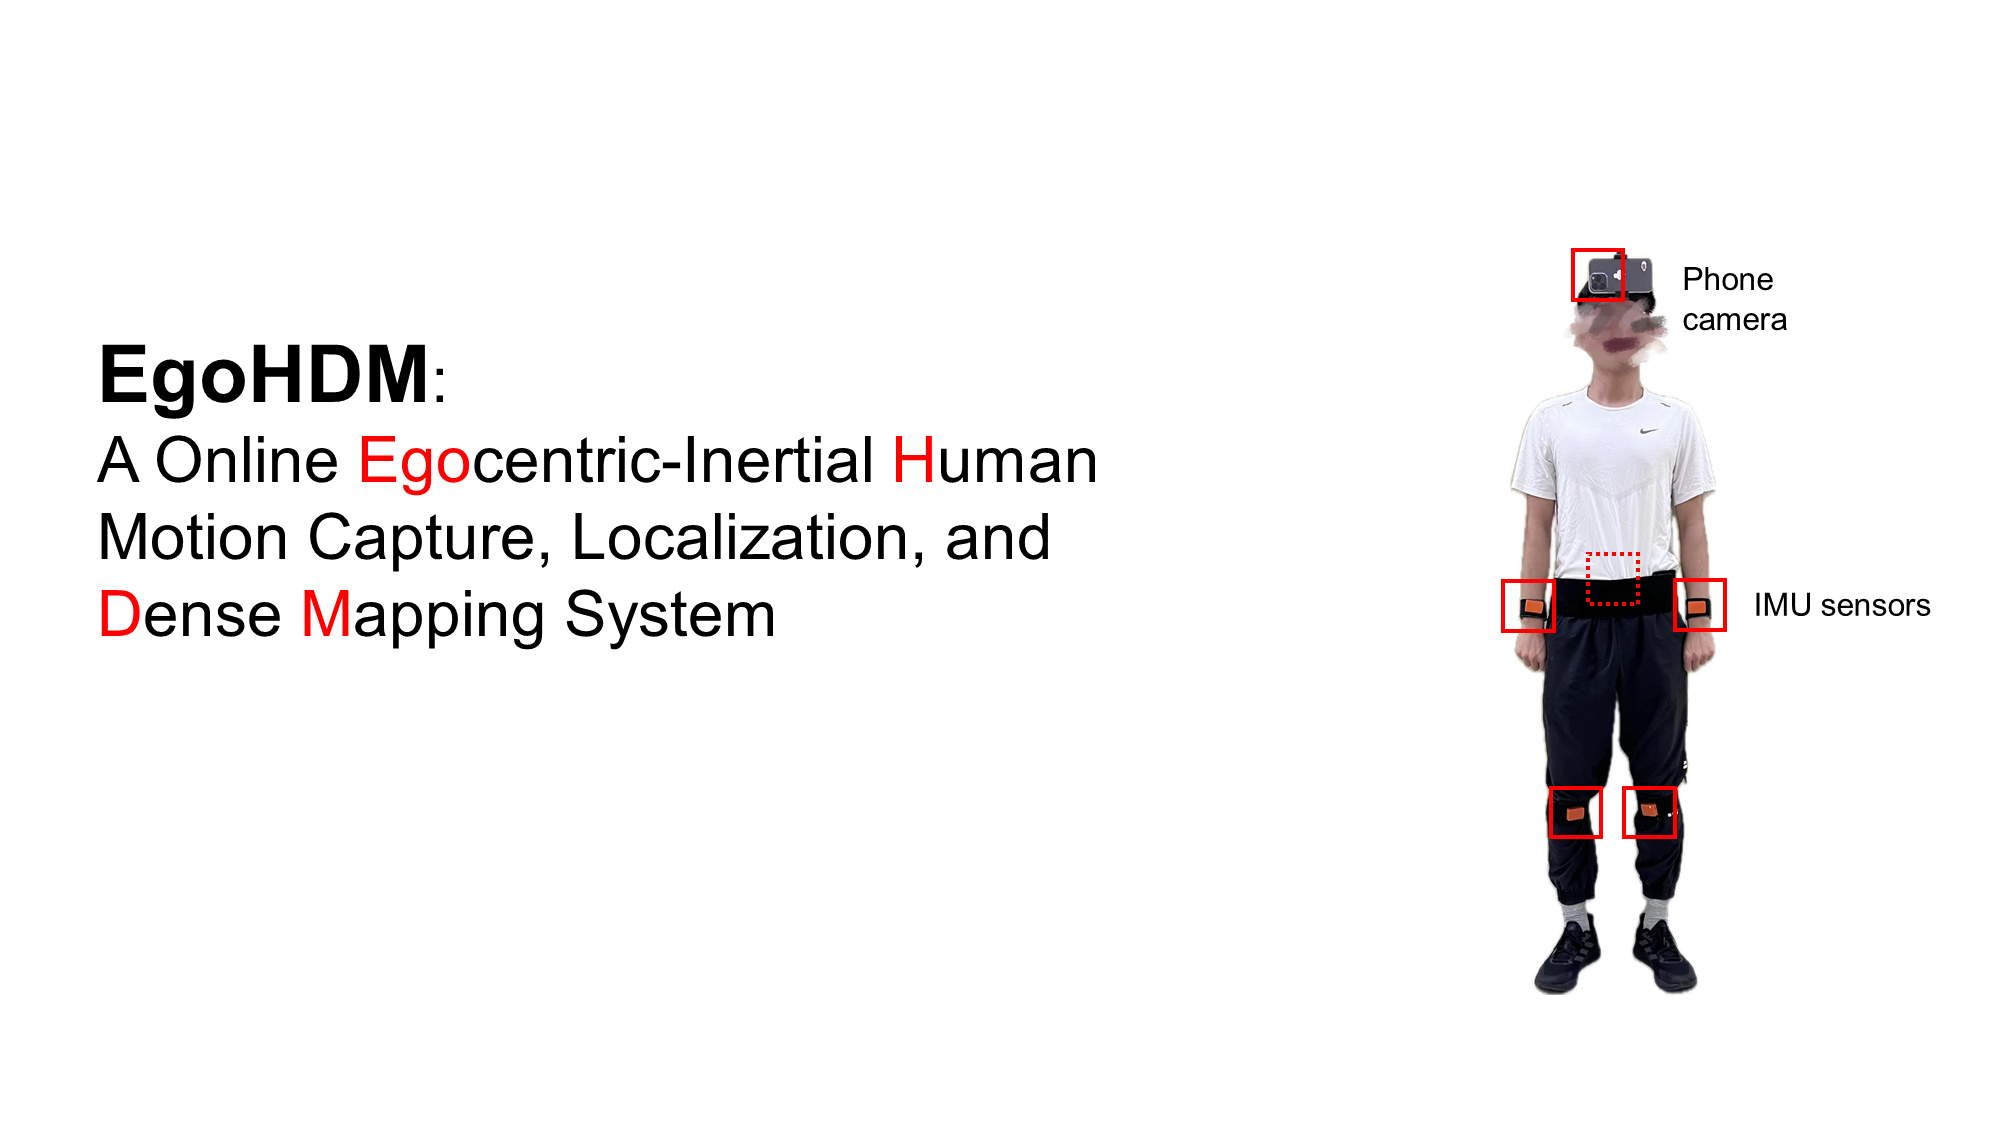 EgoHDM:
A Online Egocentric-Inertial Human
Motion Capture, Localization, and
Dense Mapping System
Phone
camera
IMU sensors